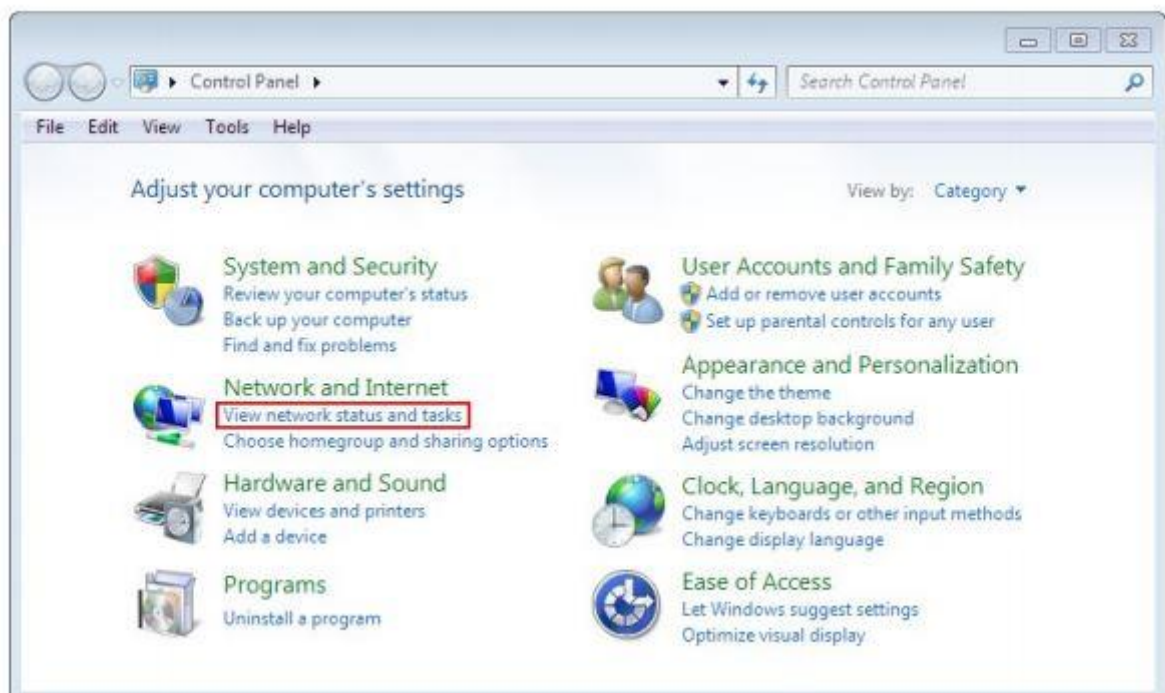 Control Panel
Search Control Panel
File Edit View Tools Help
Adjust your computer's settings
View by: Category
System and Security
Review your computer's status
Back up your computer
Find and fix problems
Network and Internet
View network status and tasks
Choose homegroup and sharing options
Hardware and Sound
View devices and printers
Add a device
Programs
Uninstall a program
User Accounts and Family Safety
Add or remove user accounts
Set up parental controls for any user
Appearance and Personalization
Change the theme
Change desktop background
Adjust screen resolution
Clock, Language, and Region
Change keyboards or other input methods
Change display language
Ease of Access
Let Windows suggest settings
Optimize visual display